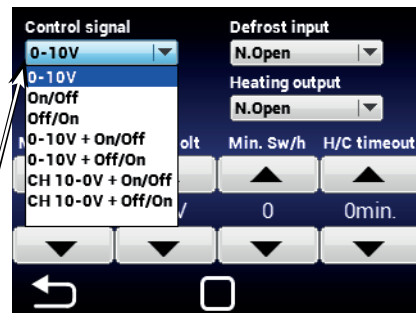 Control signal
Defrost input
0-10V
N.Open
0-10V
On/Off
Off/On
0-10V + On/Off
0-10V + Off/On
CH 10-0V + On/Off
CH 10-0V + Off/On
Heating output
N.Open
Min. Sw/h
H/C timeout
0
0min.